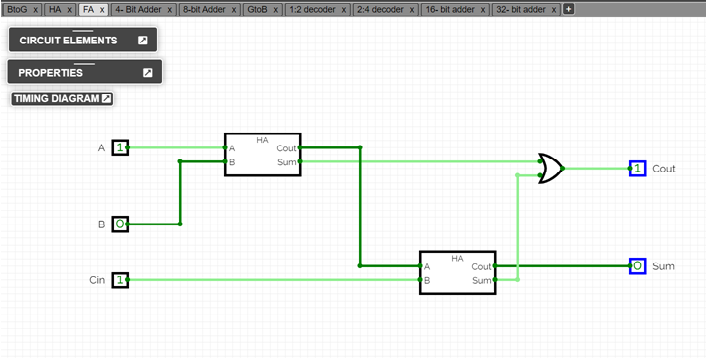 BtoG x HA x FA x 4- Bit Adder x 8-bit Adder x GtoB x 1:2 decoder x 2:4 decoder x 16- bit adder x 32- bit adder x +
CIRCUIT ELEMENTS
PROPERTIES
TIMING DIAGRAM
A 1 A HA Cout
B Sum
1 Cout
B 0
A HA Cout 0 Sum
Cin 1 B Sum